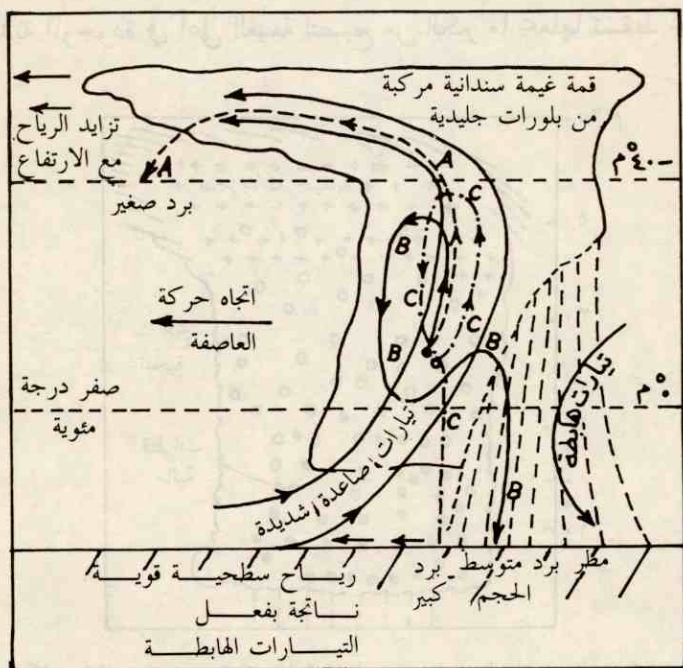 قمة غيمة سندانية مركبة
من بلورات جليدية
تزايد الرياح
مع الارتفاع
A
A
-٤٠°م
C
برد صغير
B
C
C
اتجاه حركة
العاصفة
B
B
صفر درجة
مئوية
٠°م
C
تيارات هابطة
تيارات صاعدة شديدة
B
رياح سطحية قوية
ناتجة بفعل
التيارات الهابطة
برد
كبير
متوسط
الحجم
برد
مطر